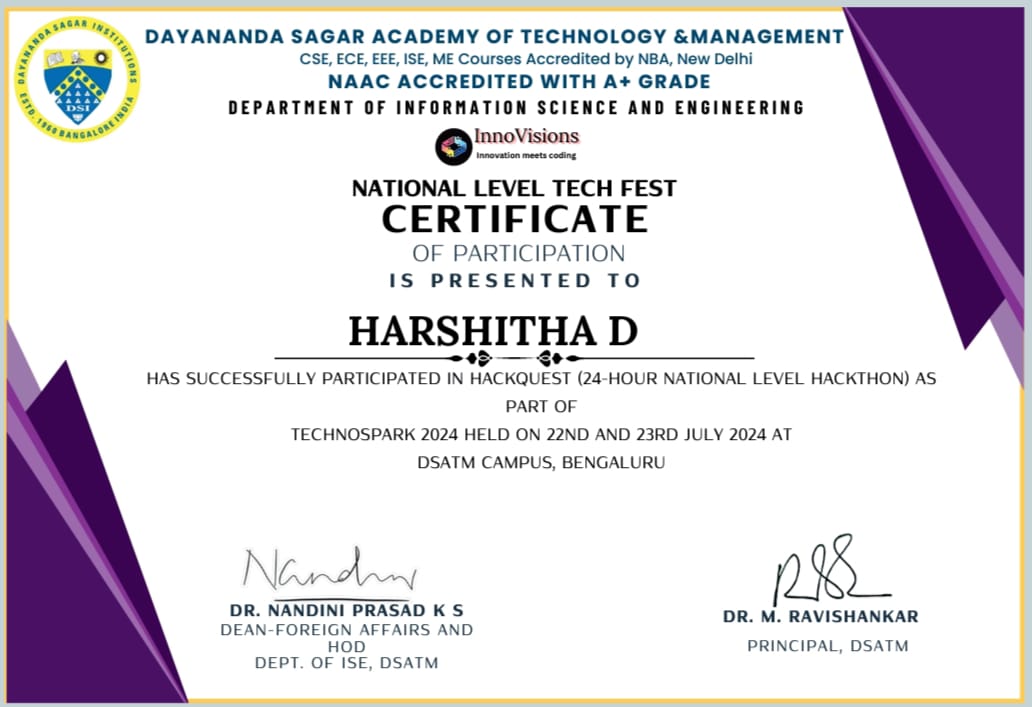 DAYANANDA SAGAR INSTITUTIONS
DSI
ESTD. 1960 BANGALORE INDIA
DAYANANDA SAGAR ACADEMY OF TECHNOLOGY &MANAGEMENT
CSE, ECE, EEE, ISE, ME Courses Accredited by NBA, New Delhi
NAAC ACCREDITED WITH A+ GRADE
DEPARTMENT OF INFORMATION SCIENCE AND ENGINEERING
InnoVisions
Innovation meets coding
NATIONAL LEVEL TECH FEST
CERTIFICATE
OF PARTICIPATION
IS PRESENTED TO
HARSHITHA D
HAS SUCCESSFULLY PARTICIPATED IN HACKQUEST (24-HOUR NATIONAL LEVEL HACKTHON) AS
PART OF
TECHNOSPARK 2024 HELD ON 22ND AND 23RD JULY 2024 AT
DSATM CAMPUS, BENGALURU
DR. NANDINI PRASAD K S
DEAN-FOREIGN AFFAIRS AND
HOD
DEPT. OF ISE, DSATM
DR. M. RAVISHANKAR
PRINCIPAL, DSATM